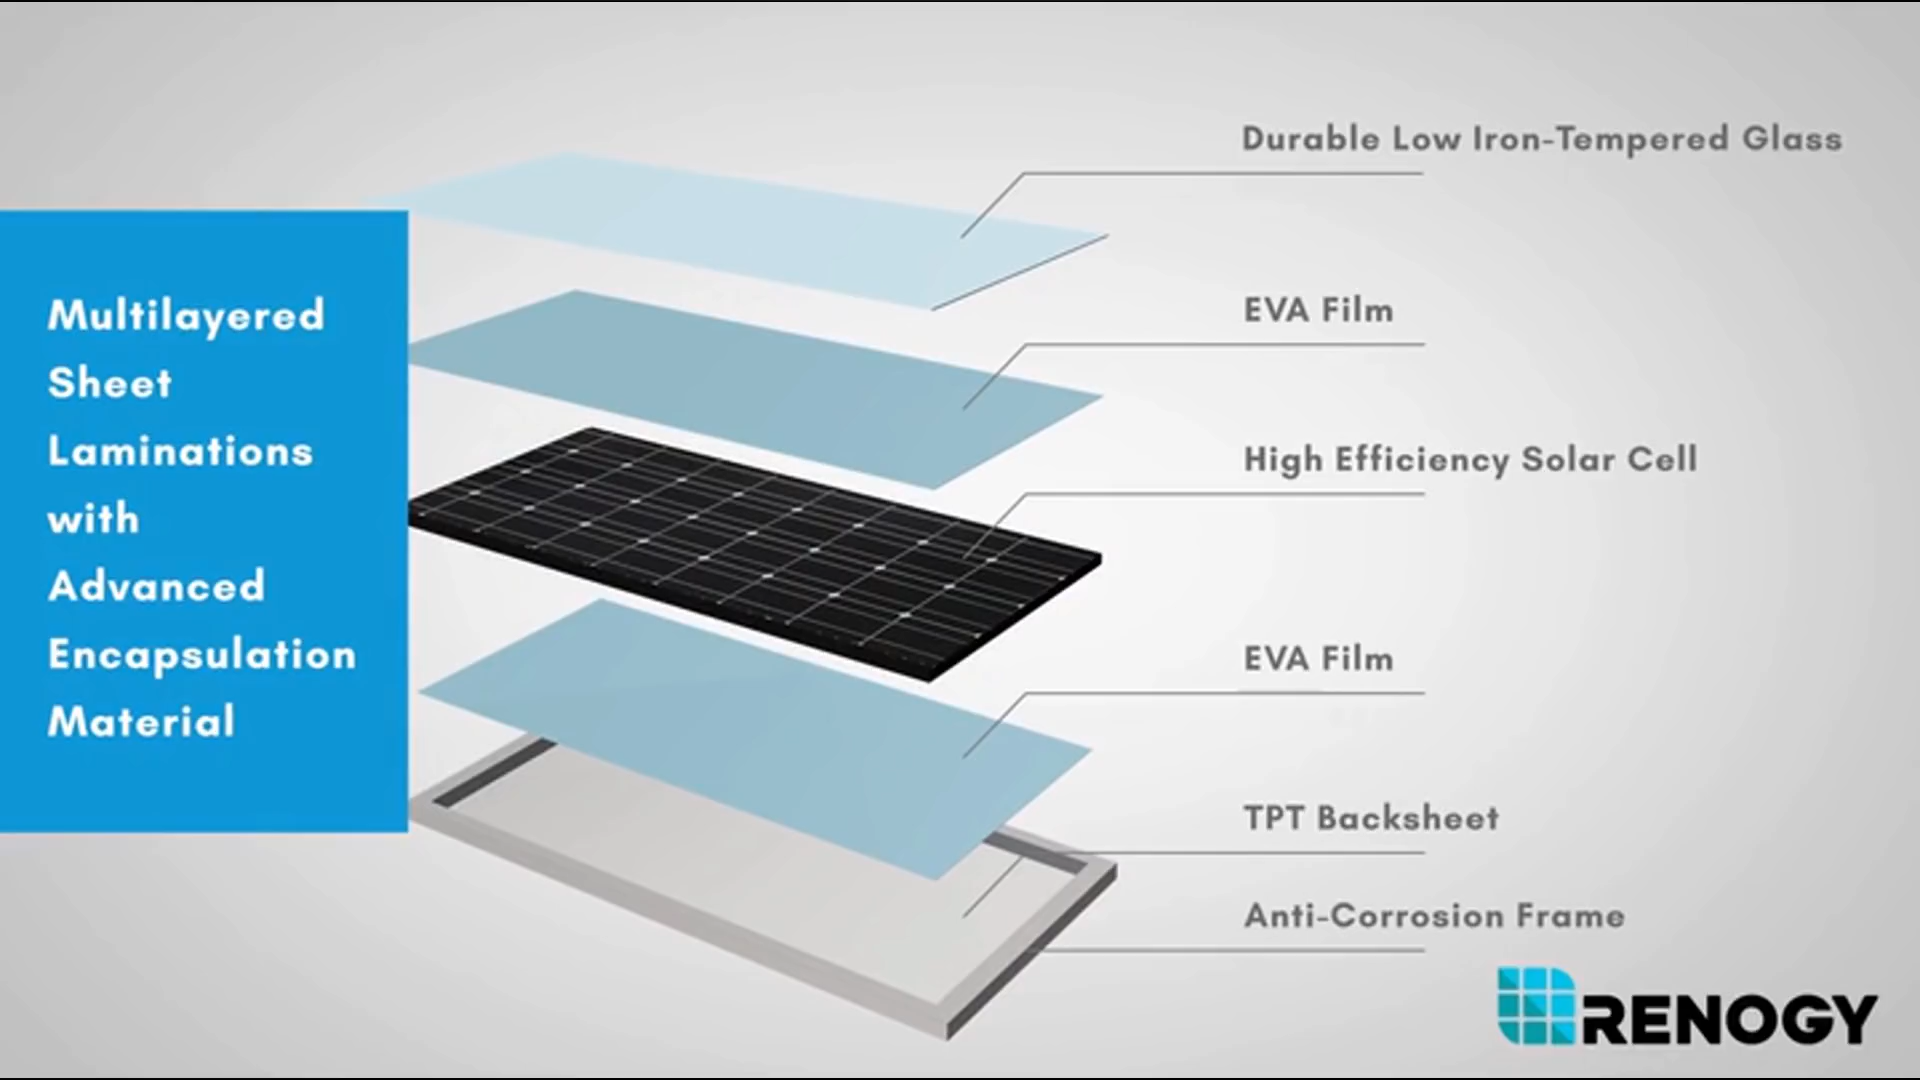 Multilayered
Sheet
Laminations
with
Advanced
Encapsulation
Material
Durable Low Iron-Tempered Glass
EVA Film
High Efficiency Solar Cell
EVA Film
TPT Backsheet
Anti-Corrosion Frame
RENOGY